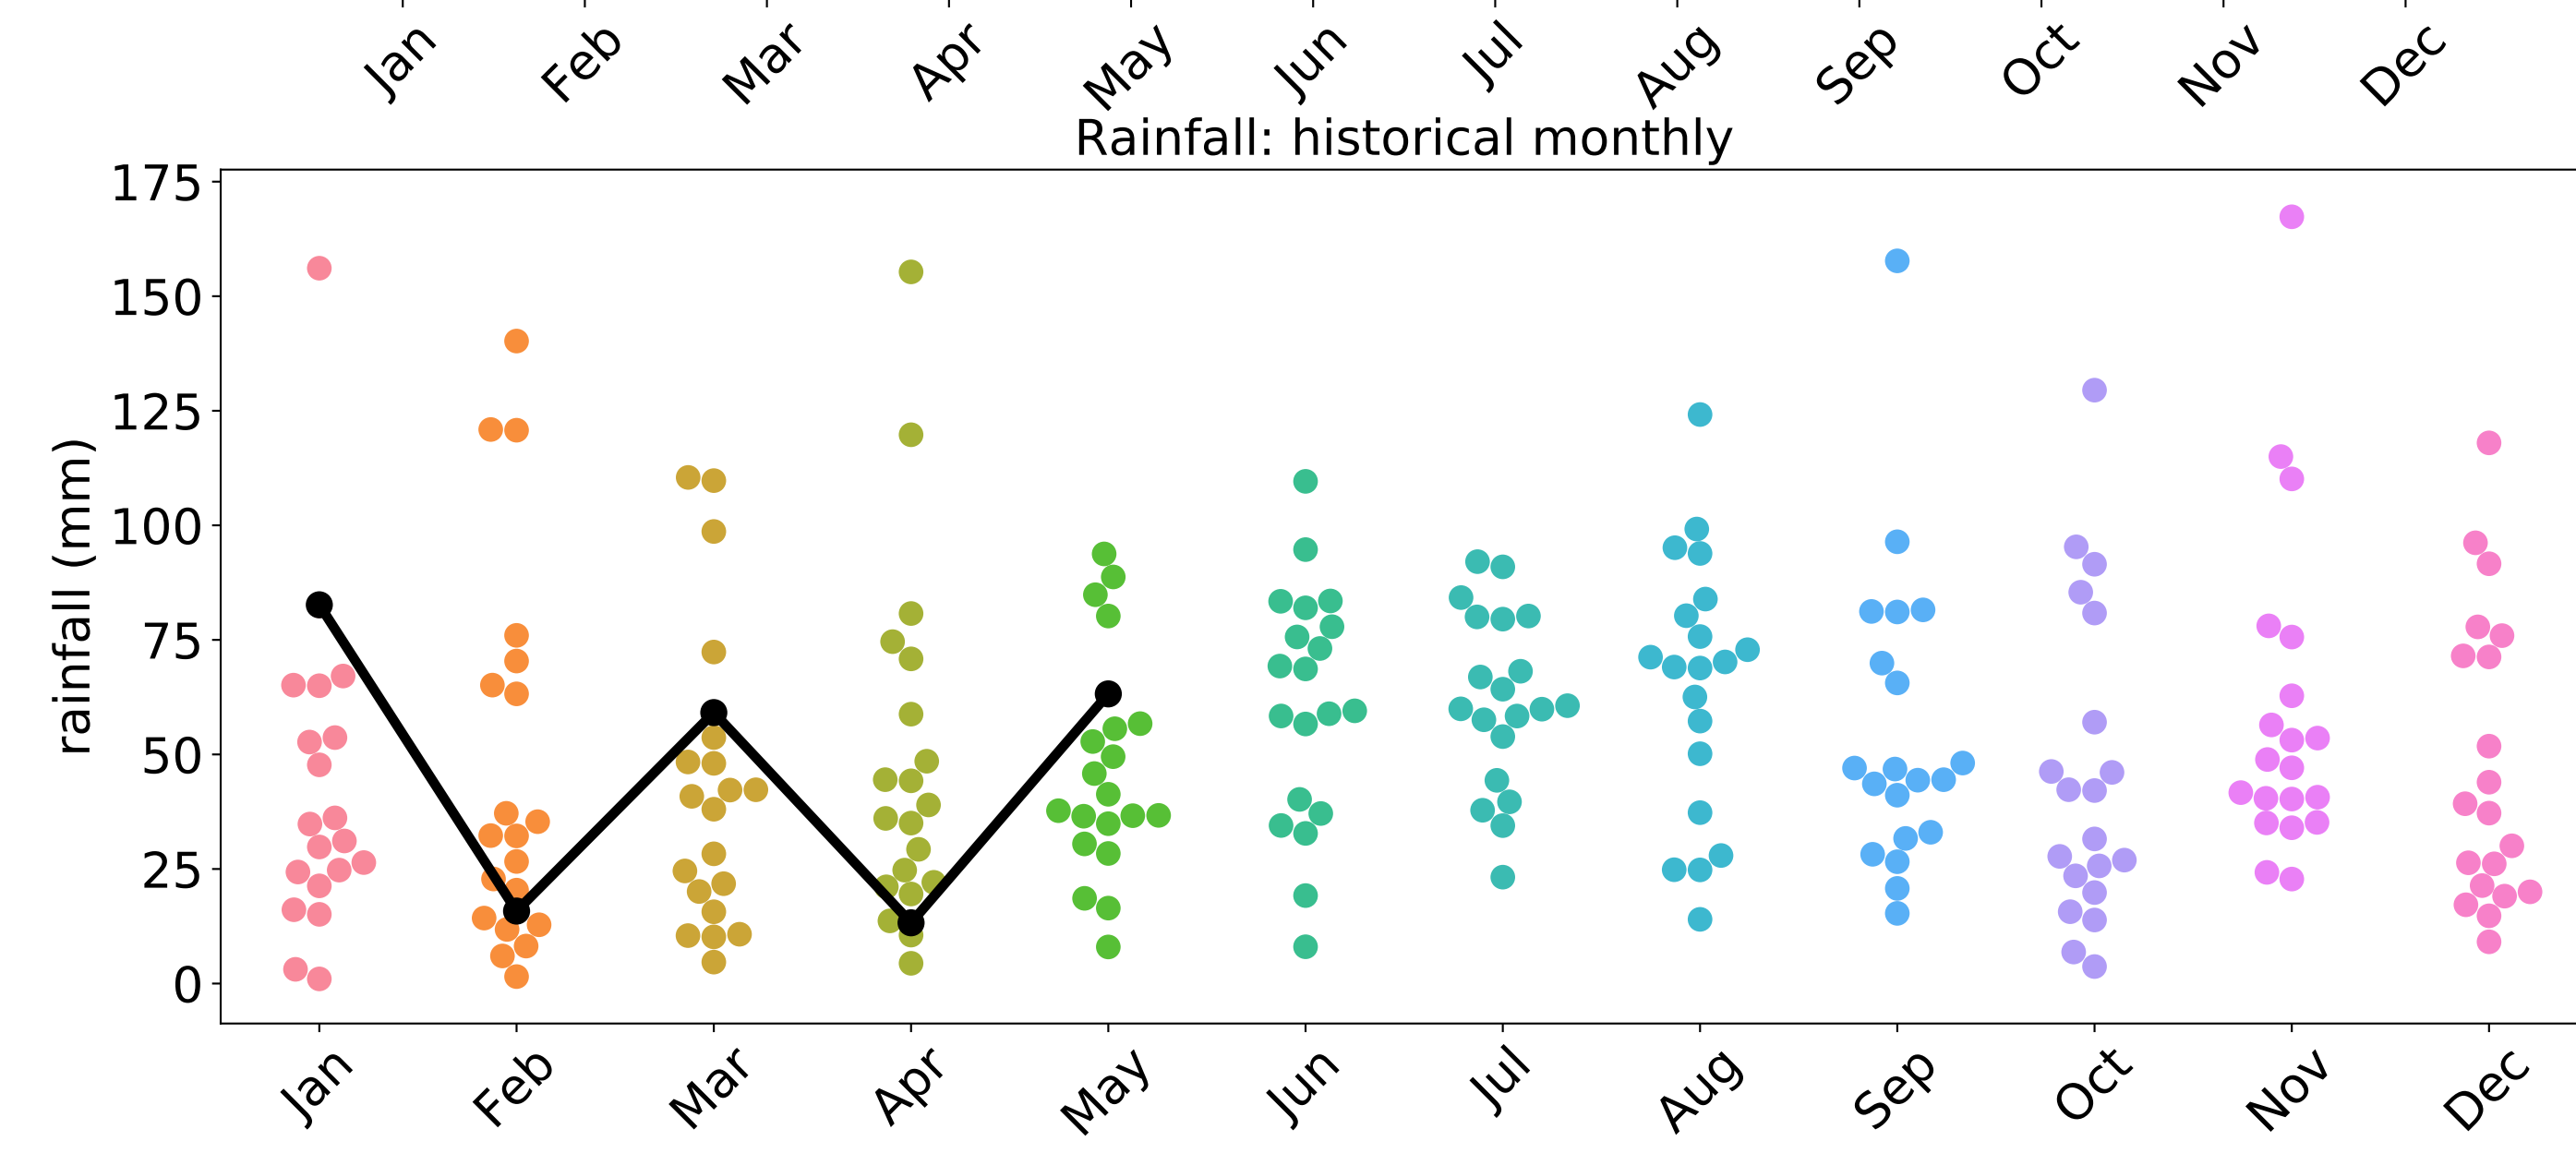 Jan Feb Mar Apr May Jun Jul Aug Sep Oct Nov Dec
Rainfall: historical monthly
rainfall (mm)
175
150
125
100
75
50
25
0
Jan Feb Mar Apr May Jun Jul Aug Sep Oct Nov Dec